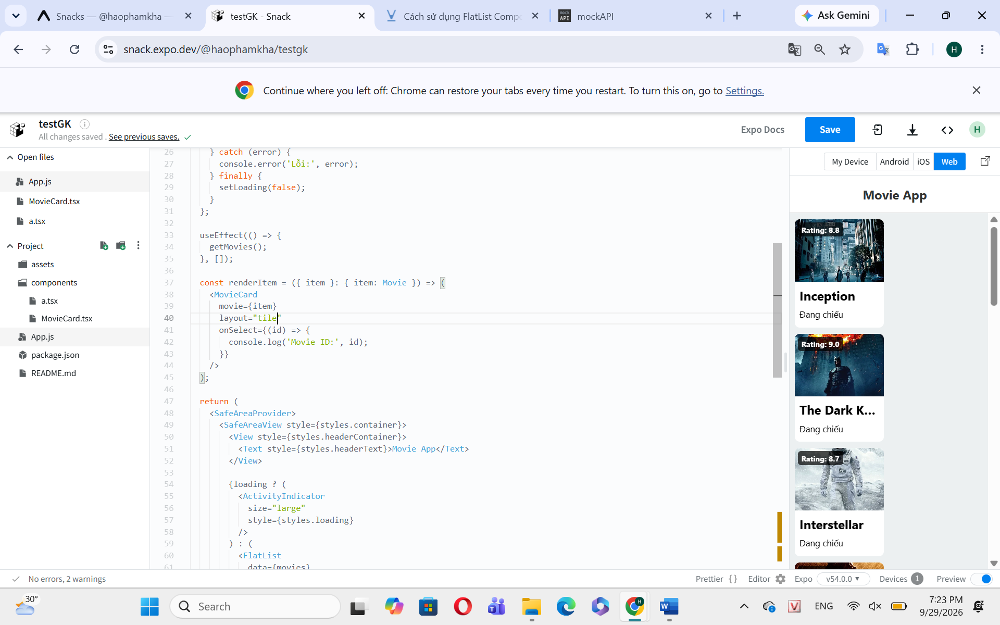 Snacks — @haophamkha —
testGK - Snack
Cách sử dụng FlatList Compo
mock API
mockAPI
Ask Gemini
snack.expo.dev/@haophamkha/testgk
H
Continue where you left off: Chrome can restore your tabs every time you restart. To turn this on, go to Settings.
testGK
All changes saved . See previous saves.
Expo Docs
Save
H
Open files
App.js
MovieCard.tsx
a.tsx
Project
assets
components
a.tsx
MovieCard.tsx
App.js
package.json
README.md
26 } catch (error) {
27 console.error('Lỗi:', error);
28 } finally {
29 setLoading(false);
30 }
31 };
32
33 useEffect(() => {
34 getMovies();
35 }, []);
36
37 const renderItem = ({ item }: { item: Movie }) => (
38 <MovieCard
39 movie={item}
40 layout="tile"
41 onSelect={(id) => {
42 console.log('Movie ID:', id);
43 }}
44 />
45 );
46
47 return (
48 <SafeAreaProvider>
49 <SafeAreaView style={styles.container}>
50 <View style={styles.headerContainer}>
51 <Text style={styles.headerText}>Movie App</Text>
52 </View>
53
54 {loading ? (
55 <ActivityIndicator
56 size="large"
57 style={styles.loading}
58 />
59 ) : (
60 <FlatList
61 data={movies}
My Device
Android
iOS
Web
Movie App
Rating: 8.8
Inception
Đang chiếu
Rating: 9.0
The Dark K...
Đang chiếu
Rating: 8.7
Interstellar
Đang chiếu
No errors, 2 warnings
Prettier {}
Editor
Expo
v54.0.0
Devices 1
Preview
30°
Search
ENG
7:23 PM
9/29/2026